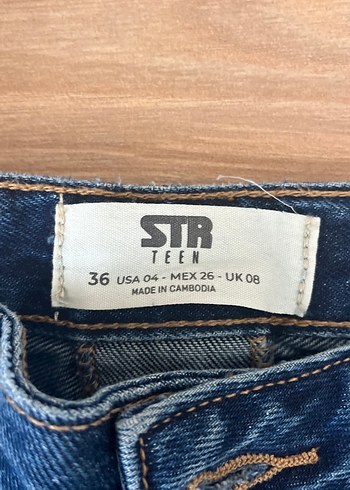 STR
TEEN
36 USA 04 - MEX 26 - UK 08
MADE IN CAMBODIA